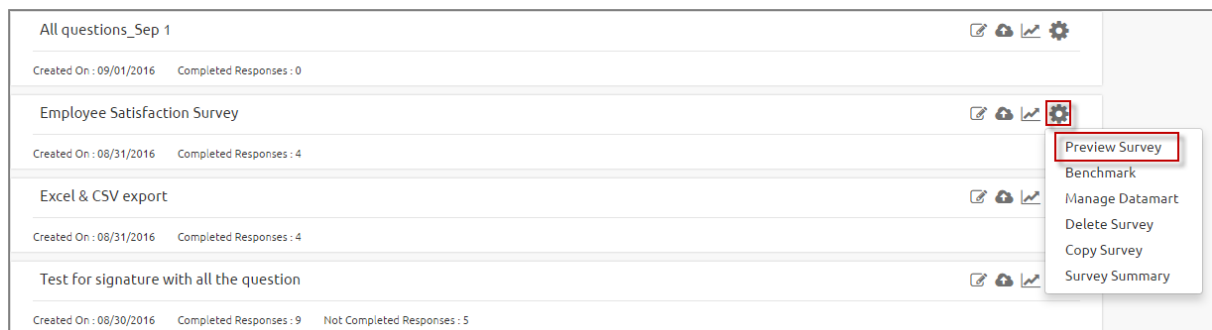 All questions_Sep 1
Created On : 09/01/2016 Completed Responses : 0
Employee Satisfaction Survey
Created On : 08/31/2016 Completed Responses : 4
Preview Survey
Benchmark
Manage Datamart
Delete Survey
Copy Survey
Survey Summary
Excel & CSV export
Created On : 08/31/2016 Completed Responses : 4
Test for signature with all the question
Created On : 08/30/2016 Completed Responses : 9 Not Completed Responses : 5